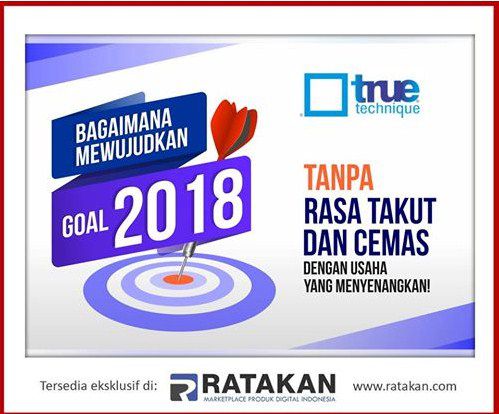 BAGAIMANA
MEWUJUDKAN
GOAL 2018
true
technique
TANPA
RASA TAKUT
DAN CEMAS
DENGAN USAHA
YANG MENYENANGKAN!
Tersedia eksklusif di:
RATAKAN
MARKETPLACE PRODUK DIGITAL INDONESIA
www.ratakan.com